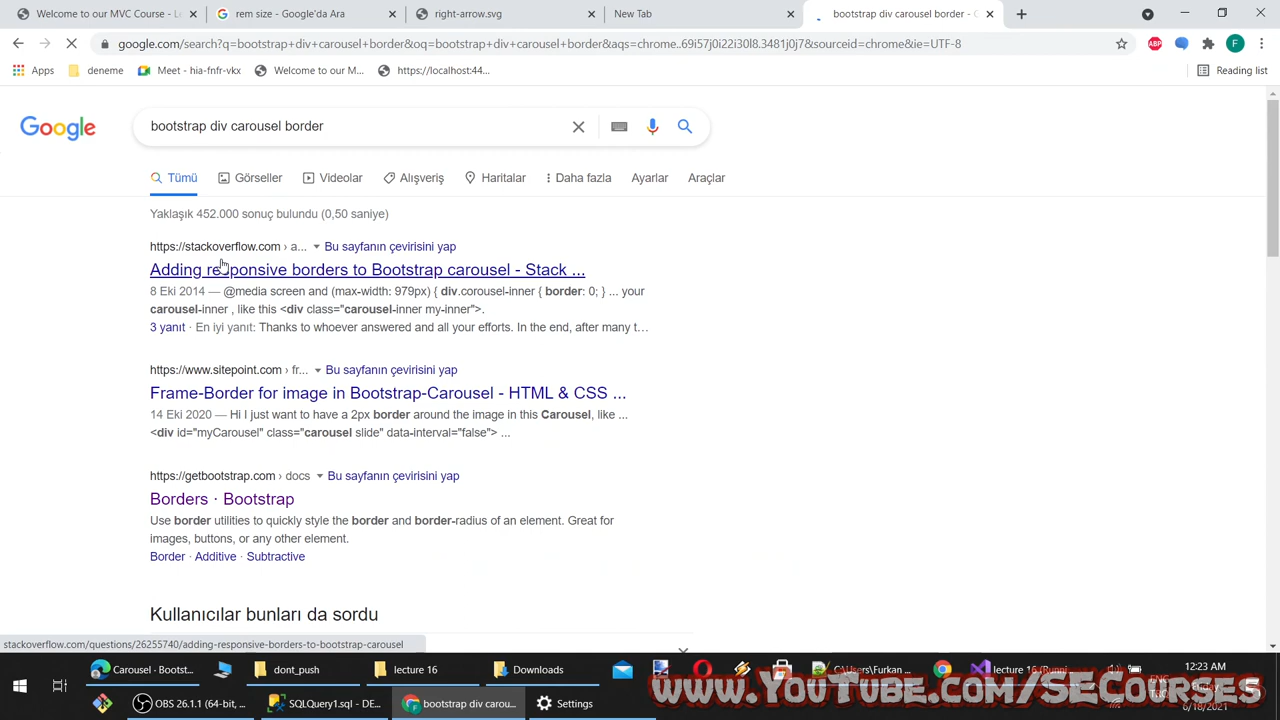 Welcome to our MVC Course - Le
rem size - Google'da Ara
right-arrow.svg
New Tab
bootstrap div carousel border - G
google.com/search?q=bootstrap+div+carousel+border&oq=bootstrap+div+carousel+border&aqs=chrome..69i57j0i22i30l8.3481j0j7&sourceid=chrome&ie=UTF-8
ABP
F
Apps
deneme
Meet - hia-fnfr-vkx
Welcome to our M...
https://localhost:44...
Reading list
Google
bootstrap div carousel border
Tümü
Görseller
Videolar
Alışveriş
Haritalar
Daha fazla
Ayarlar
Araçlar
Yaklaşık 452.000 sonuç bulundu (0,50 saniye)
https://stackoverflow.com › a... Bu sayfanın çevirisini yap
Adding responsive borders to Bootstrap carousel - Stack ...
8 Eki 2014 — @media screen and (max-width: 979px) { div.corousel-inner { border: 0; } ... your
carousel-inner , like this <div class="carousel-inner my-inner">.
3 yanıt · En iyi yanıt: Thanks to whoever answered and all your efforts. In the end, after many t...
https://www.sitepoint.com › fr... Bu sayfanın çevirisini yap
Frame-Border for image in Bootstrap-Carousel - HTML & CSS ...
14 Eki 2020 — Hi I just want to have a 2px border around the image in this Carousel, like ...
<div id="myCarousel" class="carousel slide" data-interval="false"> ...
https://getbootstrap.com › docs Bu sayfanın çevirisini yap
Borders · Bootstrap
Use border utilities to quickly style the border and border-radius of an element. Great for
images, buttons, or any other element.
Border · Additive · Subtractive
Kullanıcılar bunları da sordu
stackoverflow.com/questions/26255740/adding-responsive-borders-to-bootstrap-carousel
Carousel · Bootst...
dont_push
lecture 16
Downloads
C:\Users\Furkan ...
lecture 16 (Runni...
12:23 AM
OBS 26.1.1 (64-bit, ...
SQLQuery1.sql - DE...
bootstrap div carou...
Settings
www.YouTube.com/SECourses
6/18/2021